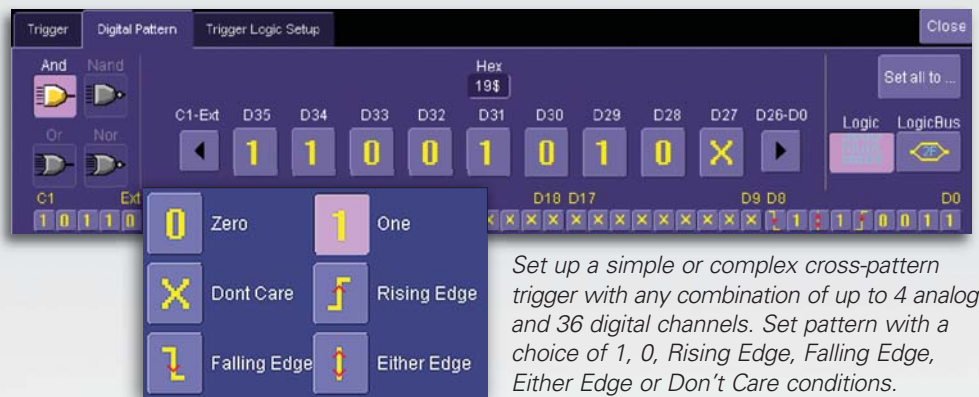 Trigger Digital Pattern Trigger Logic Setup Close
And Nand
Hex
19$
Set all to ...
C1-Ext D35 D34 D33 D32 D31 D30 D29 D28 D27 D26-D0
Logic LogicBus
Or Nor
1 1 0 0 1 0 1 0 X
2F
C1 Ext D18 D17 D9 D8 D0
1 0 1 1 0 X X X X X X X X X X X X X 1 1 0 0 1 1
0 Zero 1 One
X Dont Care Rising Edge
Falling Edge Either Edge
Set up a simple or complex cross-pattern
trigger with any combination of up to 4 analog
and 36 digital channels. Set pattern with a
choice of 1, 0, Rising Edge, Falling Edge,
Either Edge or Don't Care conditions.